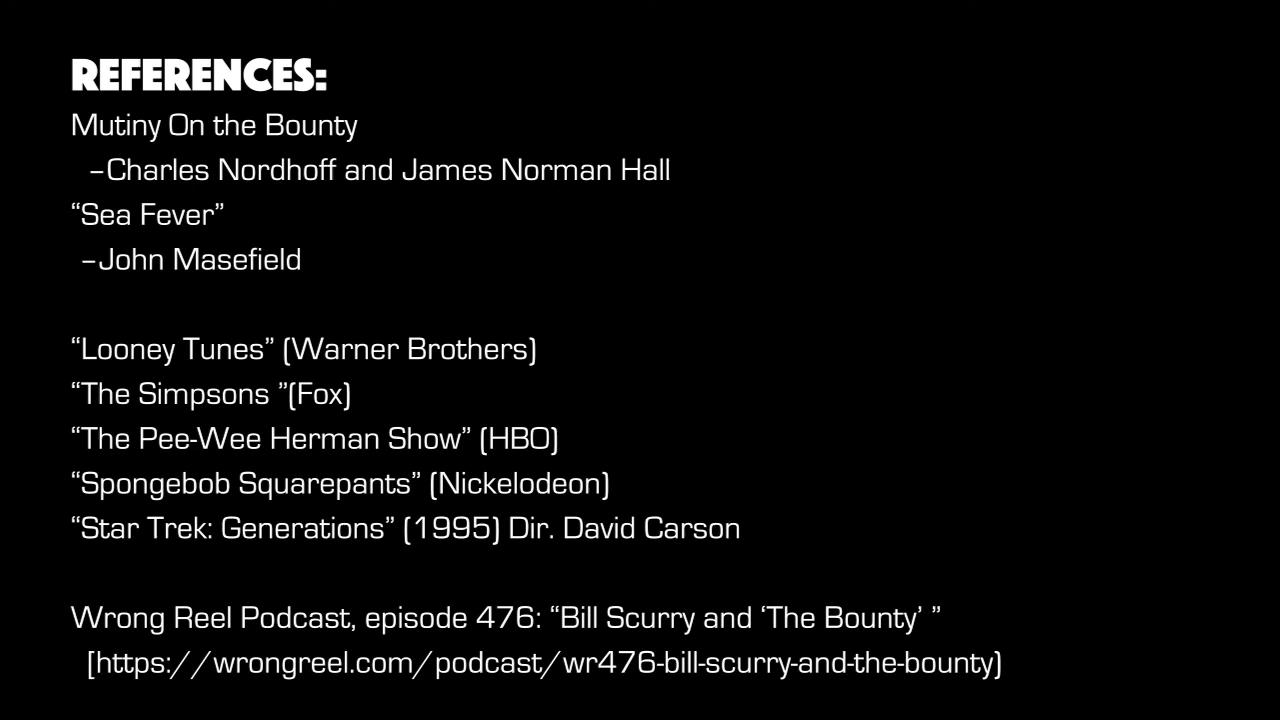 REFERENCES:
Mutiny On the Bounty
–Charles Nordhoff and James Norman Hall
“Sea Fever”
–John Masefield
“Looney Tunes” (Warner Brothers)
“The Simpsons ”(Fox)
“The Pee-Wee Herman Show” (HBO)
“Spongebob Squarepants” (Nickelodeon)
“Star Trek: Generations” (1995) Dir. David Carson
Wrong Reel Podcast, episode 476: “Bill Scurry and ‘The Bounty’ ”
[https://wrongreel.com/podcast/wr476-bill-scurry-and-the-bounty)